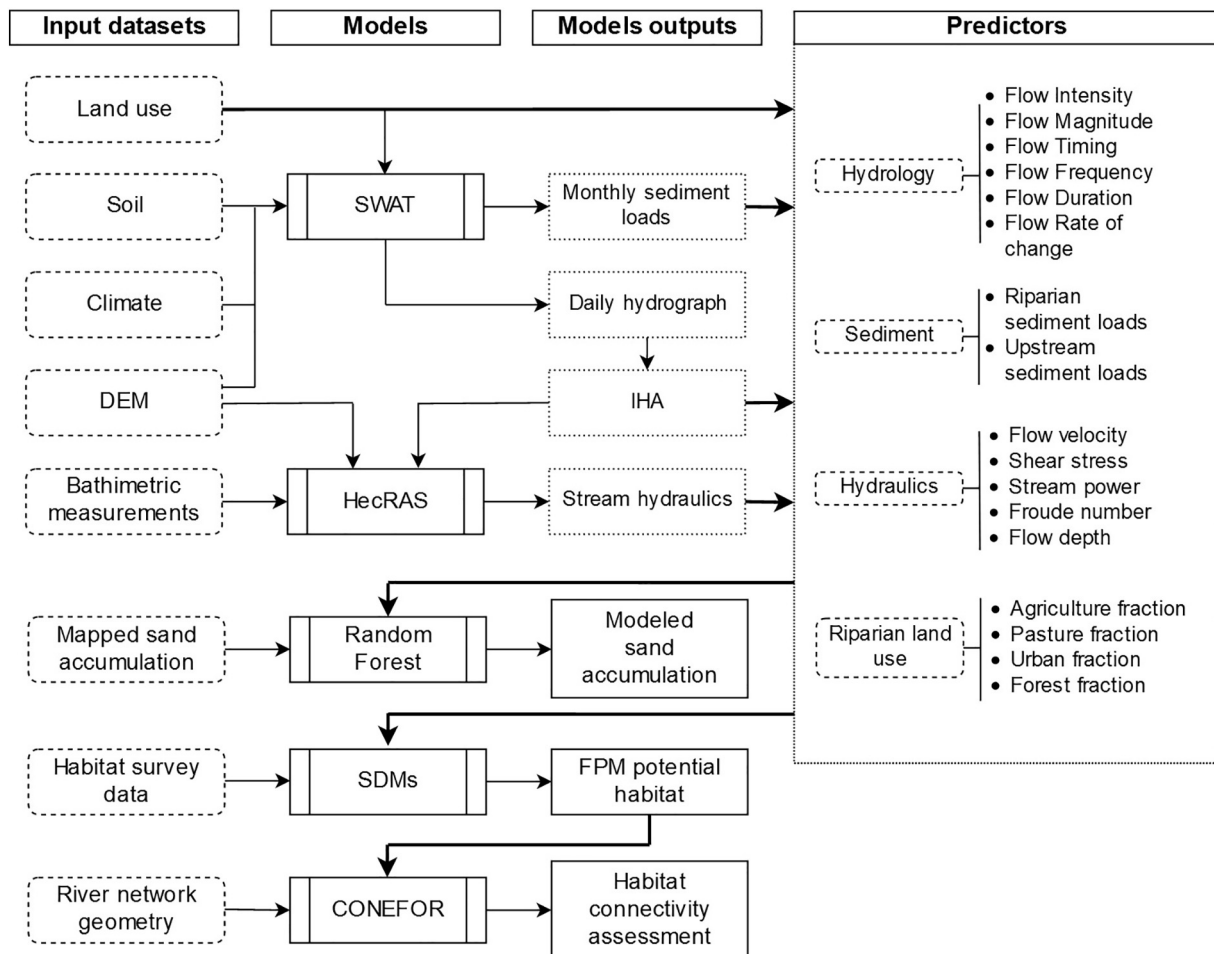 Input datasets
Models
Models outputs
Predictors
Land use
Soil
SWAT
Monthly sediment
loads
Climate
Daily hydrograph
DEM
IHA
Bathimetric
measurements
HecRAS
Stream hydraulics
Mapped sand
accumulation
Random
Forest
Modeled
sand
accumulation
Habitat survey
data
SDMs
FPM potential
habitat
River network
geometry
CONEFOR
Habitat
connectivity
assessment
Hydrology
• Flow Intensity
• Flow Magnitude
• Flow Timing
• Flow Frequency
• Flow Duration
• Flow Rate of
change
Sediment
• Riparian
sediment loads
• Upstream
sediment loads
Hydraulics
• Flow velocity
• Shear stress
• Stream power
• Froude number
• Flow depth
Riparian land
use
• Agriculture fraction
• Pasture fraction
• Urban fraction
• Forest fraction